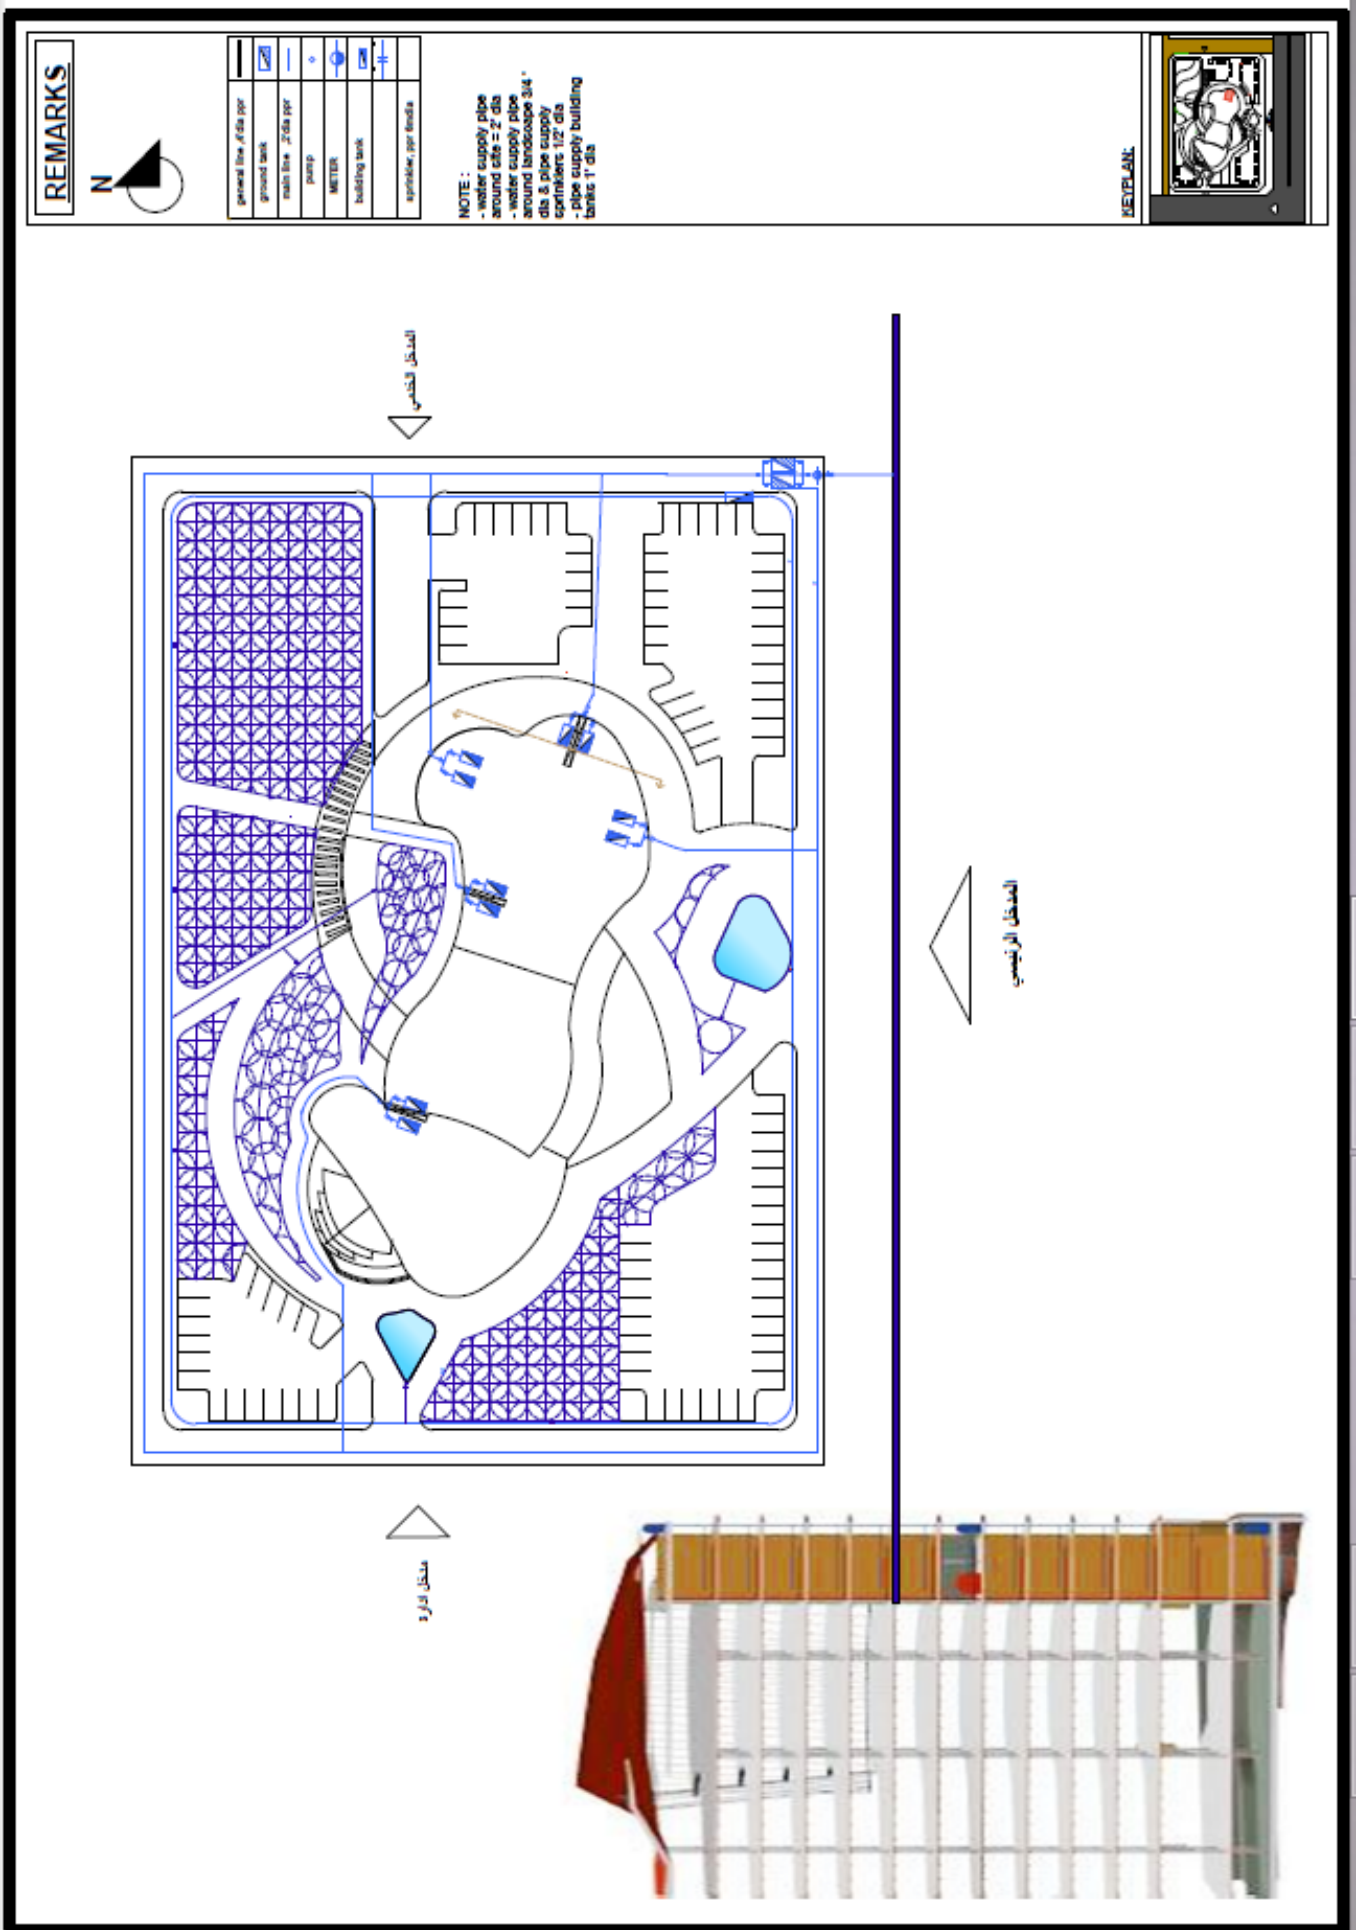 REMARKS
N
general line ,6'dia ppr
ground tank
main line ,2'dia ppr
pump
METER
building tank
sprinkler, ppr 6mdia
NOTE :
- water supply pipe
around site = 2' dia
- water supply pipe
around landscape 3/4 '
dia & pipe supply
sprinklers 1/2' dia
- pipe supply building
tanks 1' dia
KEYPLAN:
المدخل الخدمي
المدخل الرئيسي
مدخل ادارة